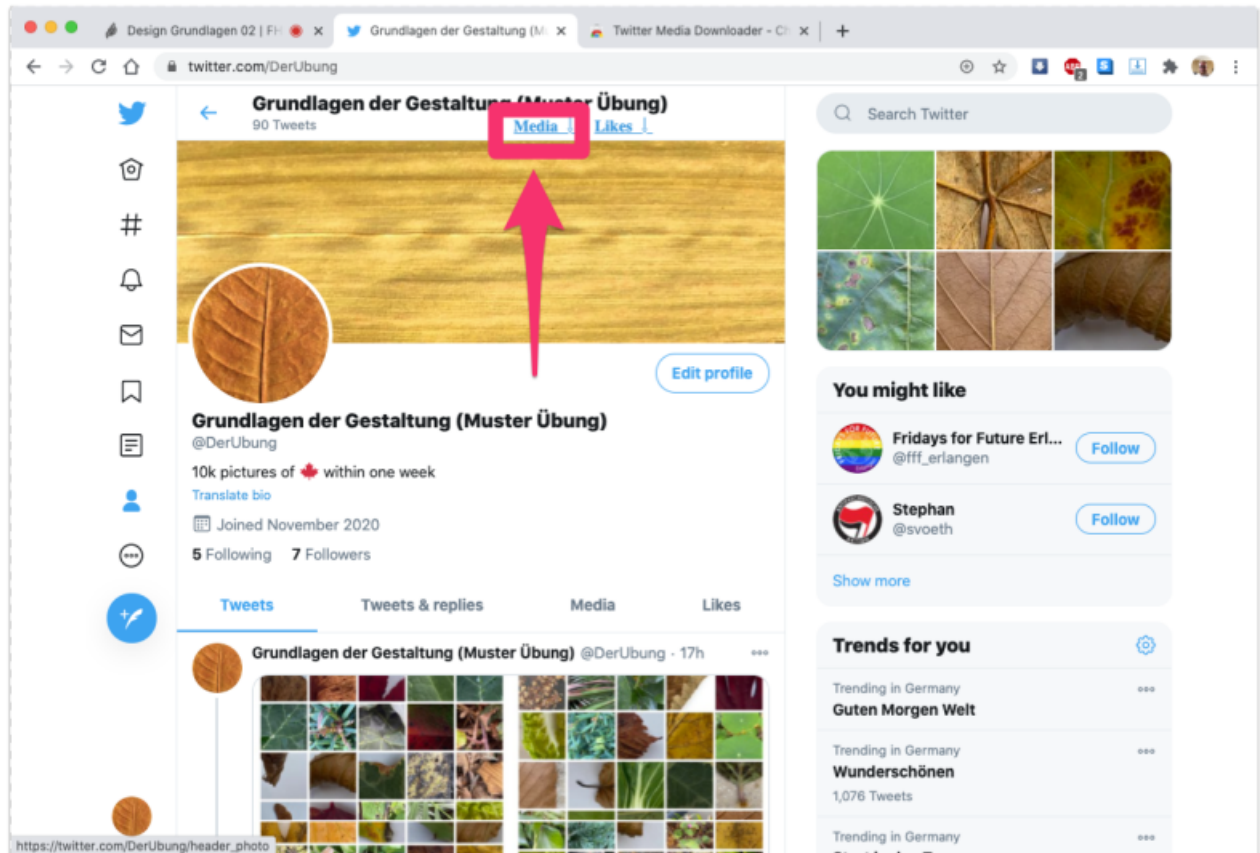 Design Grundlagen 02 | FH
Grundlagen der Gestaltung (M
Twitter Media Downloader - Ch
twitter.com/DerUbung
2
Grundlagen der Gestaltung (Muster Übung)
90 Tweets
Media ↓
Likes ↓
Search Twitter
Edit profile
Grundlagen der Gestaltung (Muster Übung)
@DerUbung
10k pictures of 🍁 within one week
Translate bio
Joined November 2020
5 Following 7 Followers
Tweets Tweets & replies Media Likes
Grundlagen der Gestaltung (Muster Übung) @DerUbung · 17h
You might like
Fridays for Future Erl...
@fff_erlangen
Follow
Stephan
@svoeth
Follow
Show more
Trends for you
Trending in Germany
Guten Morgen Welt
Trending in Germany
Wunderschönen
1,076 Tweets
Trending in Germany
https://twitter.com/DerUbung/header_photo